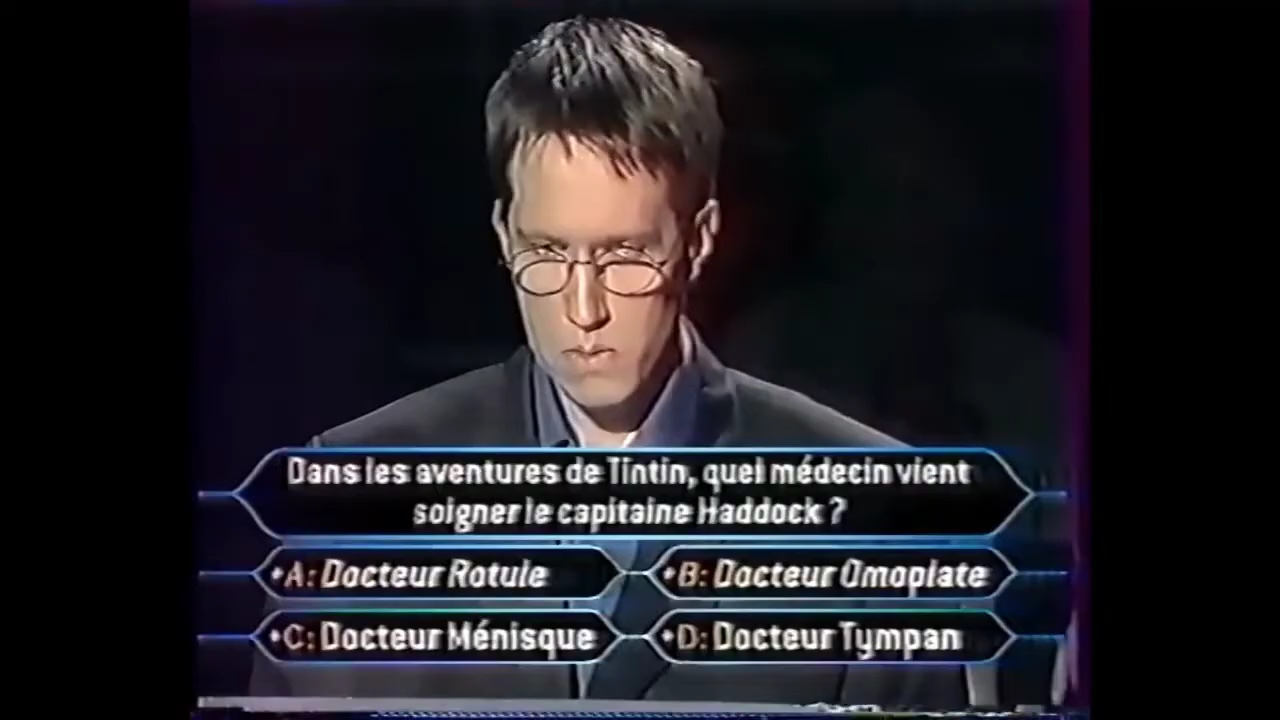 Dans les aventures de Tintin, quel médecin vient
soigner le capitaine Haddock ?
•A: Docteur Rotule
•B: Docteur Omoplate
•C: Docteur Ménisque
•D: Docteur Tympan